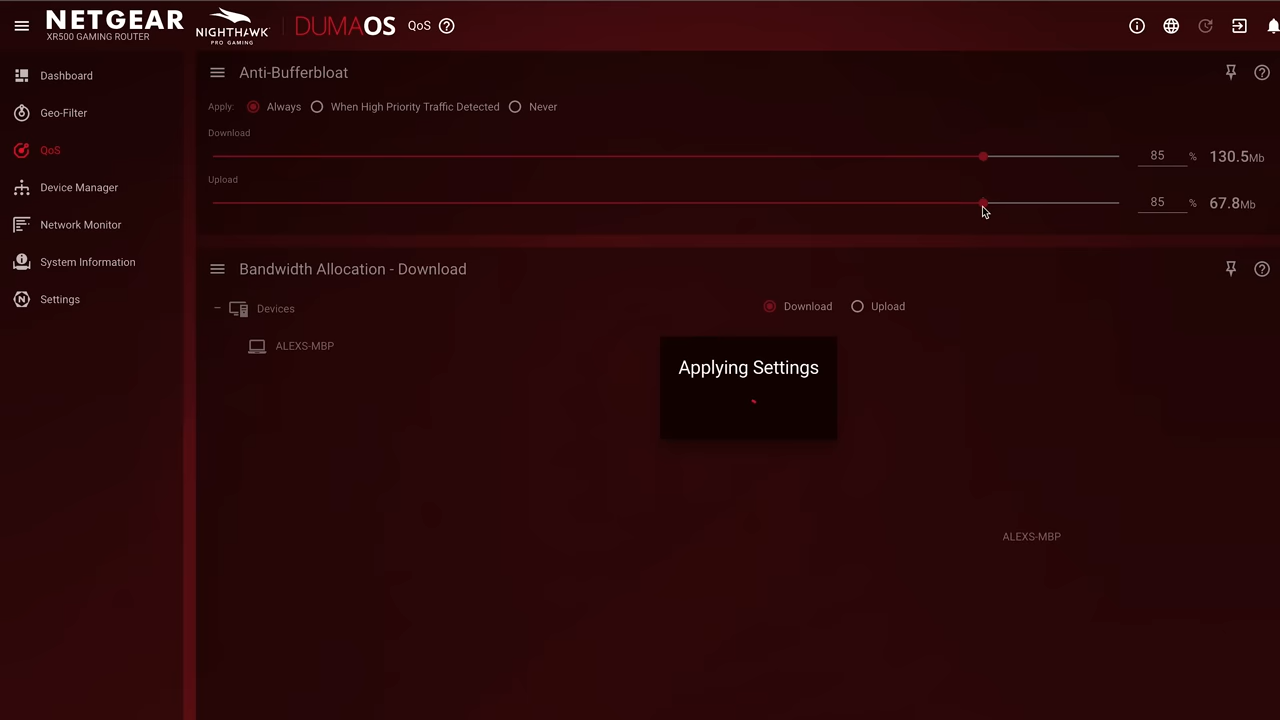 NETGEAR
XR500 GAMING ROUTER
NIGHTHAWK
PRO GAMING
DUMAOS QoS
Dashboard
Geo-Filter
QoS
Device Manager
Network Monitor
System Information
Settings
Anti-Bufferbloat
Apply: Always When High Priority Traffic Detected Never
Download
85 % 130.5Mb
Upload
85 % 67.8Mb
Bandwidth Allocation - Download
Devices
Download Upload
ALEXS-MBP
Applying Settings
ALEXS-MBP